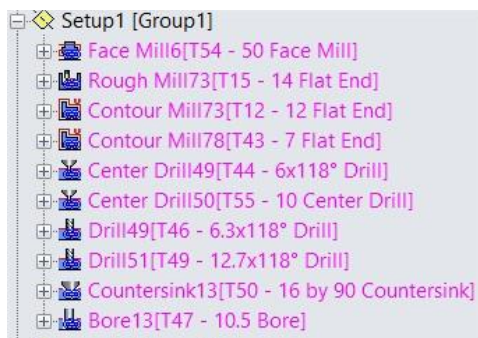 Setup1 [Group1]
Face Mill6[T54 - 50 Face Mill]
Rough Mill73[T15 - 14 Flat End]
Contour Mill73[T12 - 12 Flat End]
Contour Mill78[T43 - 7 Flat End]
Center Drill49[T44 - 6x118° Drill]
Center Drill50[T55 - 10 Center Drill]
Drill49[T46 - 6.3x118° Drill]
Drill51[T49 - 12.7x118° Drill]
Countersink13[T50 - 16 by 90 Countersink]
Bore13[T47 - 10.5 Bore]